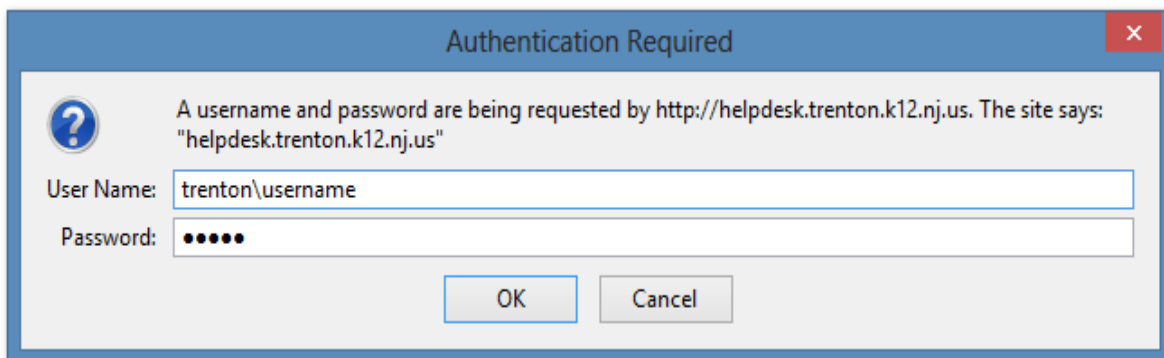 Authentication Required
A username and password are being requested by http://helpdesk.trenton.k12.nj.us. The site says:
"helpdesk.trenton.k12.nj.us"
User Name: trenton\username
Password: •••••
OK Cancel